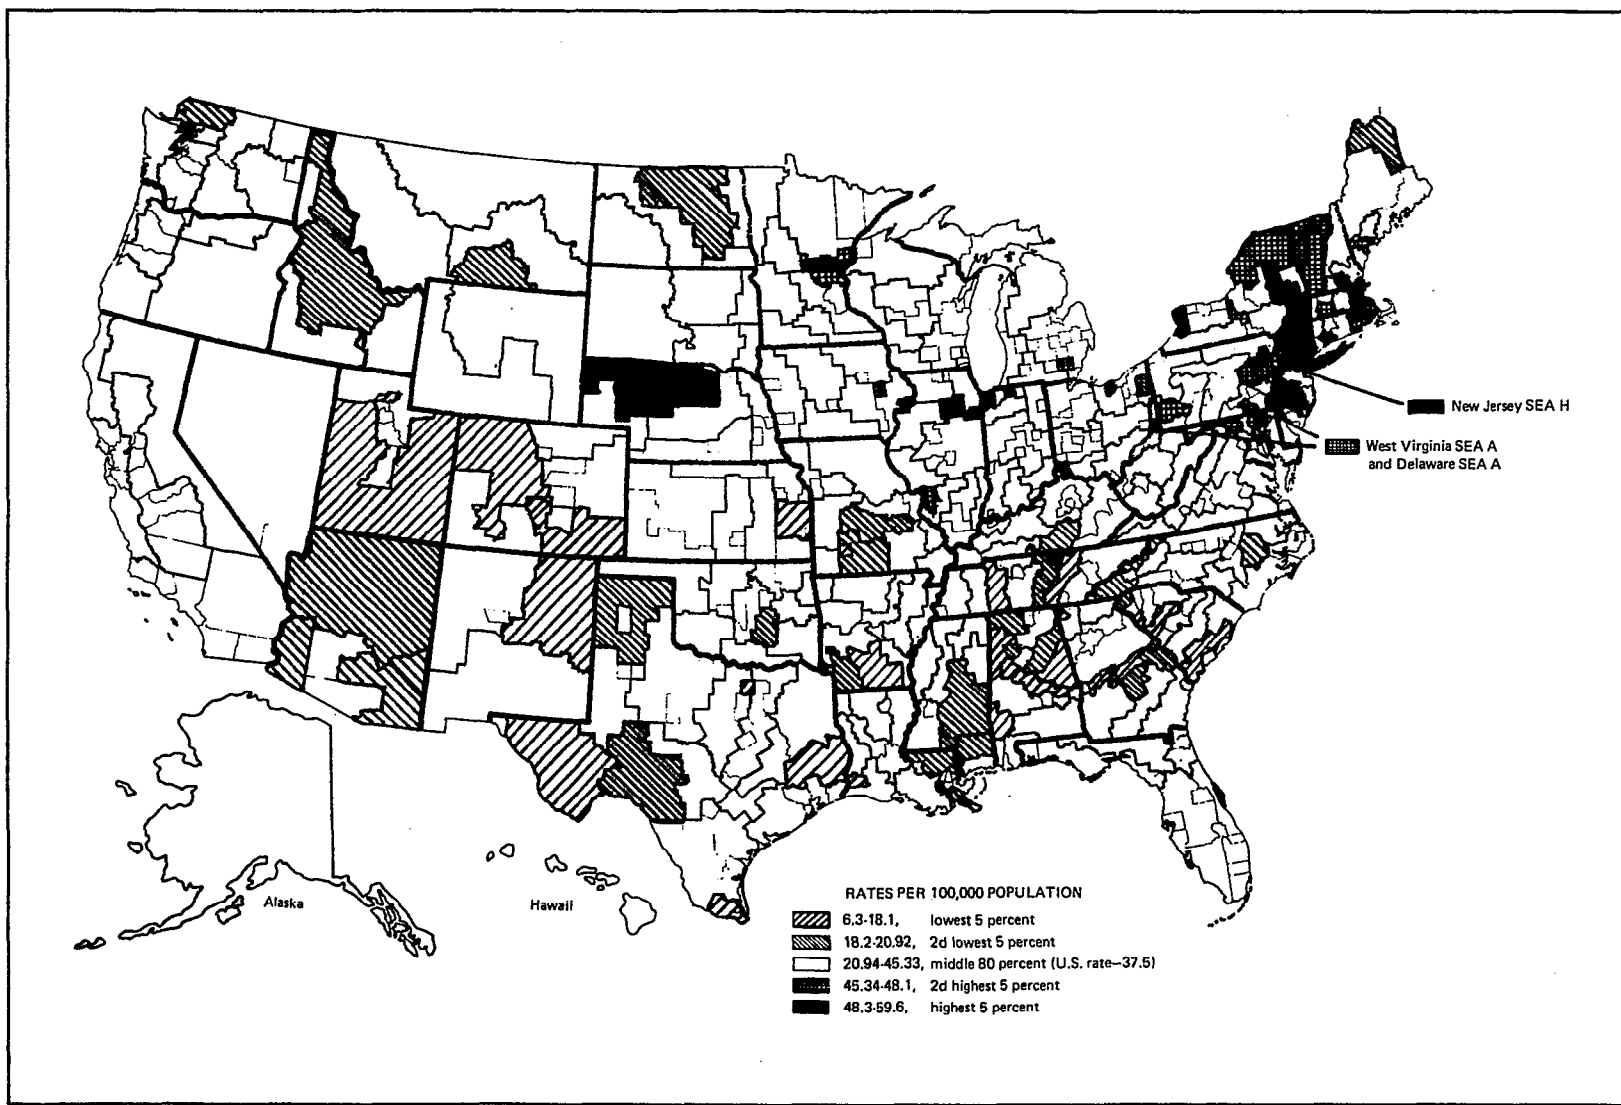 New Jersey SEA H
West Virginia SEA A
and Delaware SEA A
Alaska
Hawaii
RATES PER 100,000 POPULATION
6.3-18.1, lowest 5 percent
18.2-20.92, 2d lowest 5 percent
20.94-45.33, middle 80 percent (U.S. rate—37.5)
45.34-48.1, 2d highest 5 percent
48.3-59.6, highest 5 percent